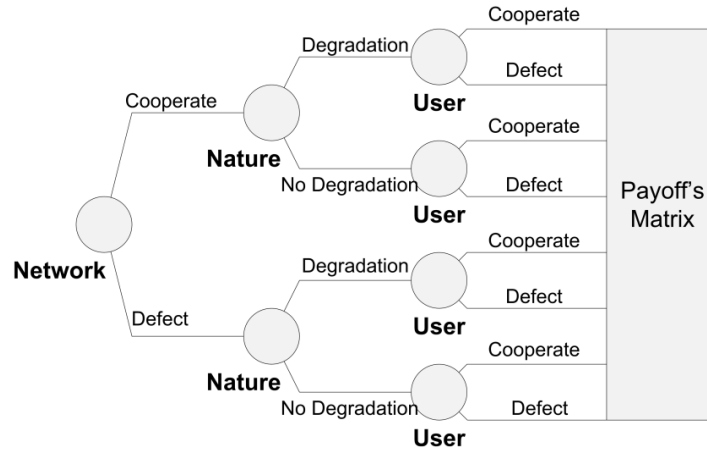 Cooperate
Degradation
Defect
User
Cooperate
Cooperate
Nature
No Degradation
Defect
User
Payoff's
Matrix
Network
Cooperate
Degradation
Defect
Defect
User
Cooperate
Nature
No Degradation
Defect
User